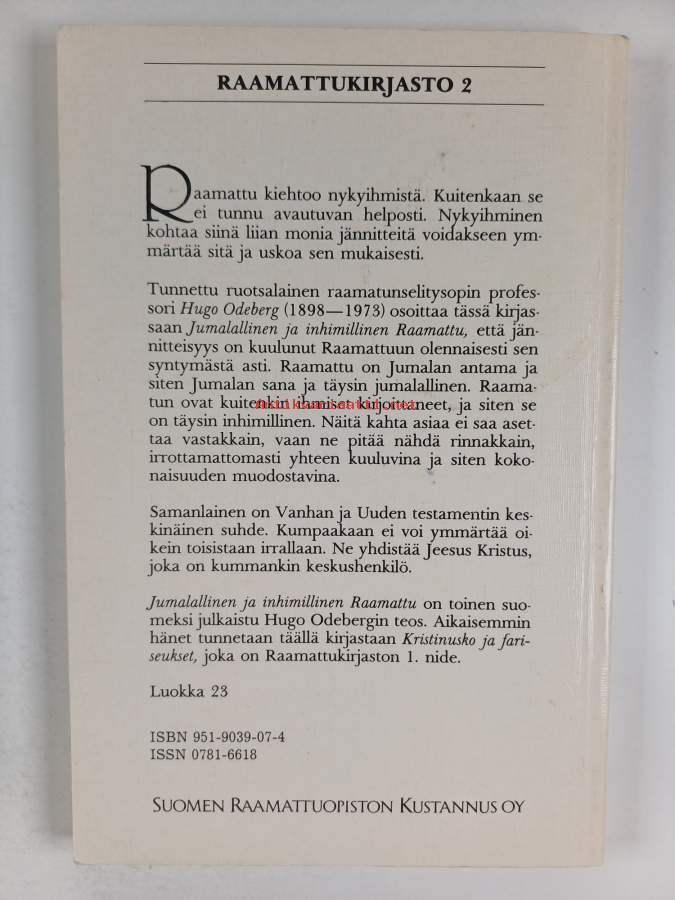 RAAMATTUKIRJASTO 2
Raamattu kiehtoo nykyihmistä. Kuitenkaan se
ei tunnu avautuvan helposti. Nykyihminen
kohtaa siinä liian monia jännitteitä voidakseen ym-
märtää sitä ja uskoa sen mukaisesti.
Tunnettu ruotsalainen raamatunselitysopin profes-
sori Hugo Odeberg (1898—1973) osoittaa tässä kirjas-
saan Jumalallinen ja inhimillinen Raamattu, että jän-
nitteisyys on kuulunut Raamattuun olennaisesti sen
syntymästä asti. Raamattu on Jumalan antama ja
siten Jumalan sana ja täysin jumalallinen. Raama-
tun ovat kuitenkin ihmiset kirjoittaneet, ja siten se
antikvariaatti.net
on täysin inhimillinen. Näitä kahta asiaa ei saa aset-
taa vastakkain, vaan ne pitää nähdä rinnakkain,
irrottamattomasti yhteen kuuluvina ja siten koko-
naisuuden muodostavina.
Samanlainen on Vanhan ja Uuden testamentin kes-
kinäinen suhde. Kumpaakaan ei voi ymmärtää oi-
kein toisistaan irrallaan. Ne yhdistää Jeesus Kristus,
joka on kummankin keskushenkilö.
Jumalallinen ja inhimillinen Raamattu on toinen suo-
meksi julkaistu Hugo Odebergin teos. Aikaisemmin
hänet tunnetaan täällä kirjastaan Kristinusko ja fari-
seukset, joka on Raamattukirjaston 1. nide.
Luokka 23
ISBN 951-9039-07-4
ISSN 0781-6618
SUOMEN RAAMATTUOPISTON KUSTANNUS OY